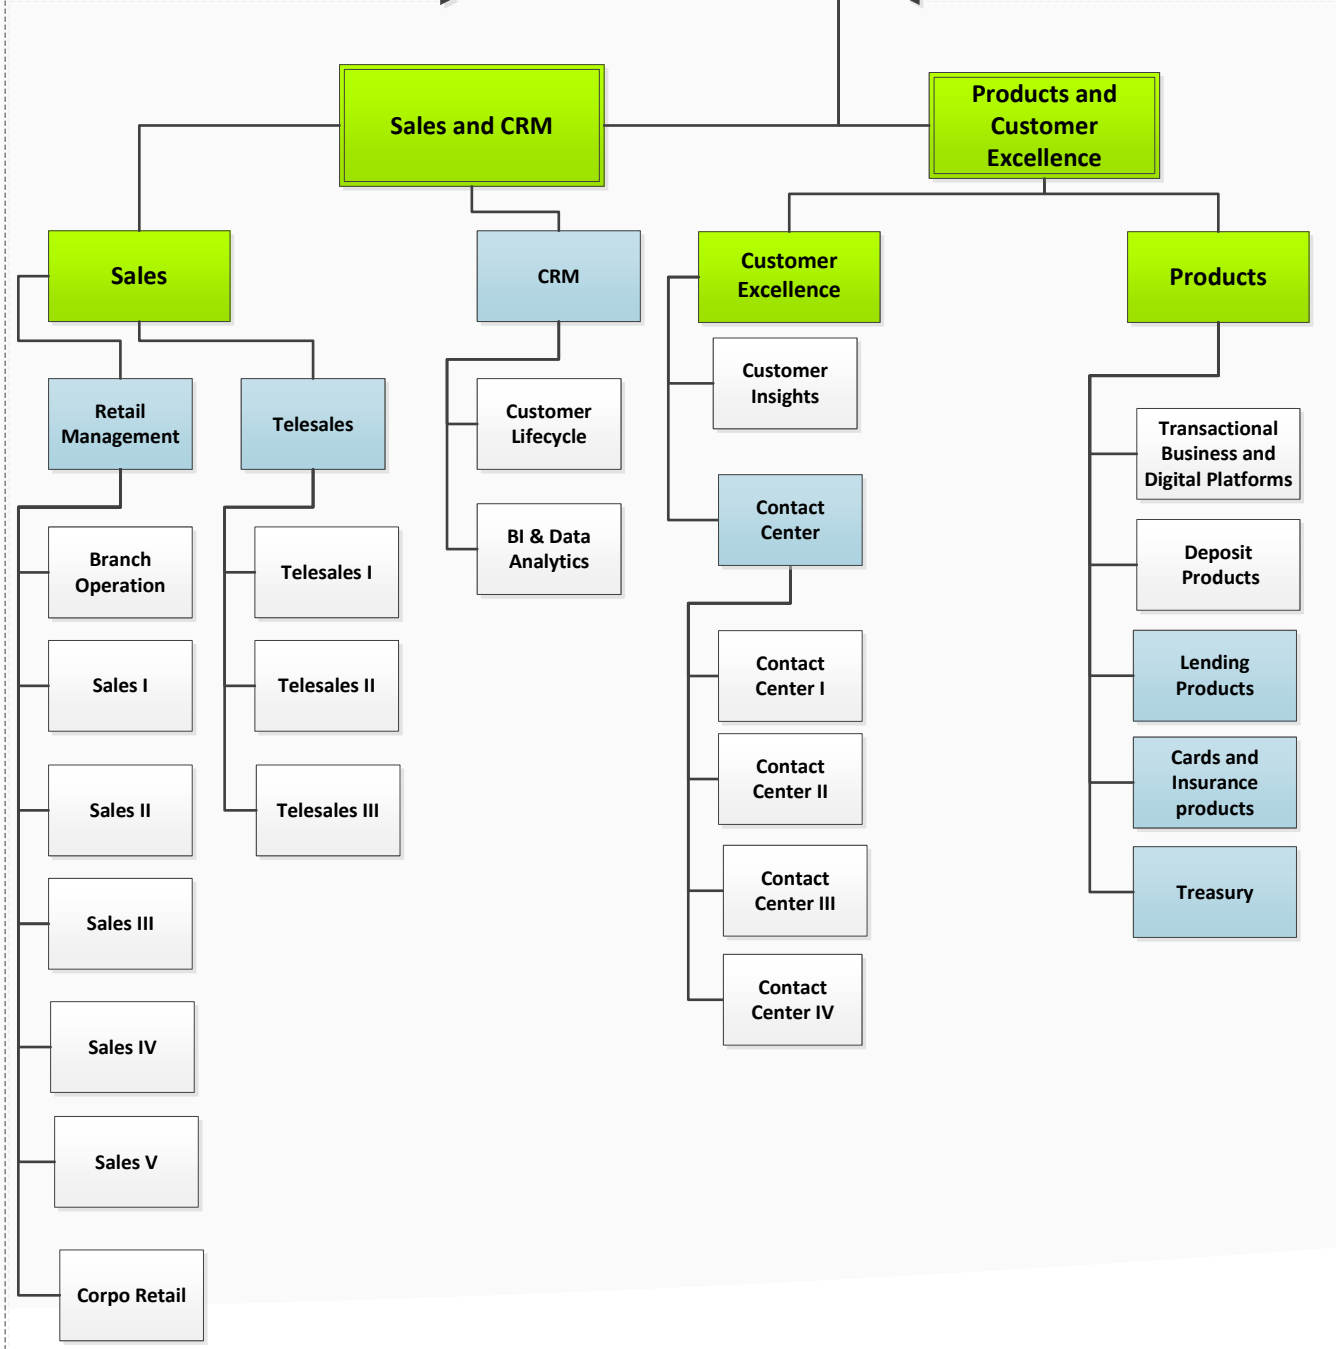 Sales and CRM
Products and
Customer
Excellence
Sales
CRM
Customer
Excellence
Products
Retail
Management
Telesales
Customer
Lifecycle
BI & Data
Analytics
Customer
Insights
Contact
Center
Transactional
Business and
Digital Platforms
Deposit
Products
Lending
Products
Cards and
Insurance
products
Treasury
Branch
Operation
Sales I
Sales II
Sales III
Sales IV
Sales V
Corpo Retail
Telesales I
Telesales II
Telesales III
Contact
Center I
Contact
Center II
Contact
Center III
Contact
Center IV